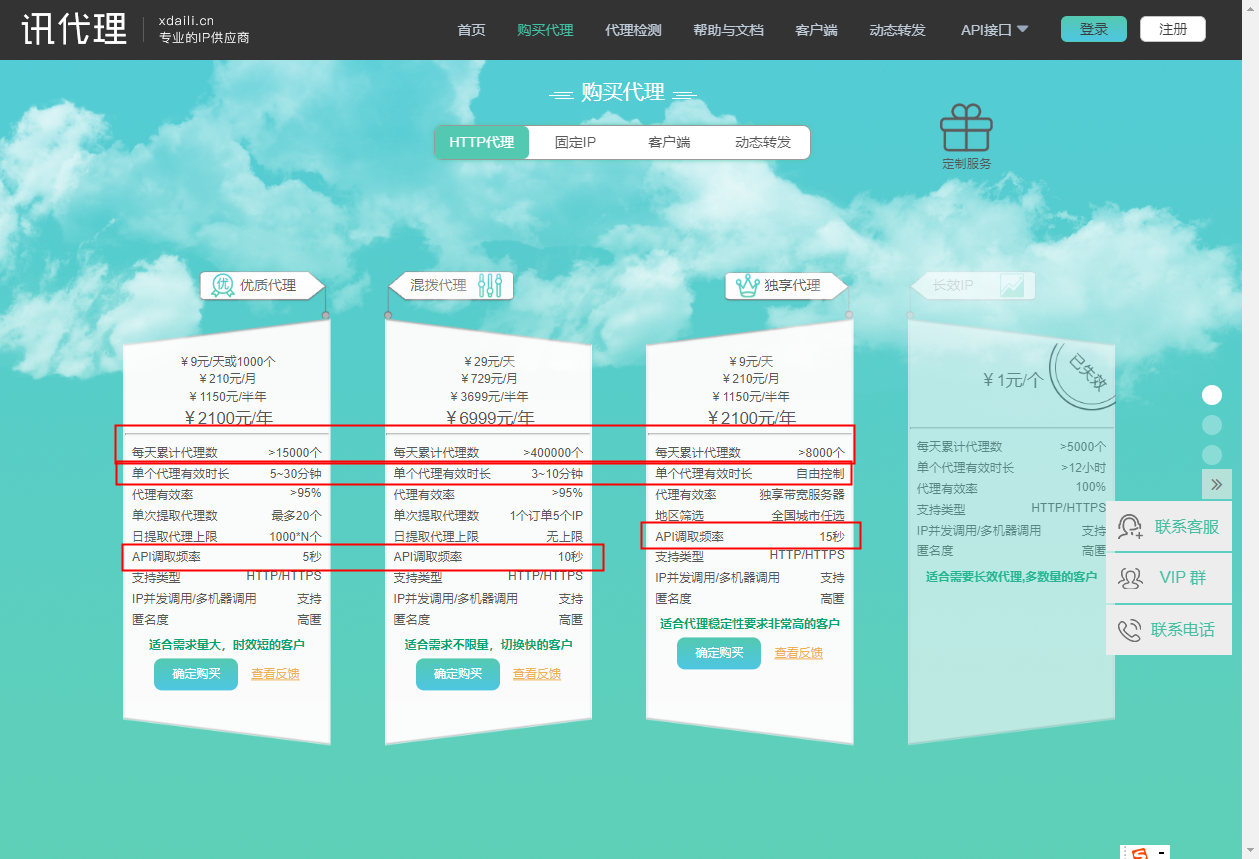 讯代理
xdaili.cn
专业的IP供应商
首页 购买代理 代理检测 帮助与文档 客户端 动态转发 API接口 登录 注册
购买代理
HTTP代理 固定IP 客户端 动态转发
定制服务
优 优质代理
¥9元/天或1000个
¥210元/月
¥1150元/半年
¥2100元/年
每天累计代理数 >15000个
单个代理有效时长 5~30分钟
代理有效率 >95%
单次提取代理数 最多20个
日提取代理上限 1000*N个
API调取频率 5秒
支持类型 HTTP/HTTPS
IP并发调用/多机器调用 支持
匿名度 高匿
适合需求量大，时效短的客户
确定购买 查看反馈
混拨代理
¥29元/天
¥729元/月
¥3699元/半年
¥6999元/年
每天累计代理数 >400000个
单个代理有效时长 3~10分钟
代理有效率 >95%
单次提取代理数 1个订单5个IP
日提取代理上限 无上限
API调取频率 10秒
支持类型 HTTP/HTTPS
IP并发调用/多机器调用 支持
匿名度 高匿
适合需求不限量，切换快的客户
确定购买 查看反馈
独享代理
¥9元/天
¥210元/月
¥1150元/半年
¥2100元/年
每天累计代理数 >8000个
单个代理有效时长 自由控制
代理有效率 独享带宽服务器
地区筛选 全国城市任选
API调取频率 15秒
支持类型 HTTP/HTTPS
IP并发调用/多机器调用 支持
匿名度 高匿
适合代理稳定性要求非常高的客户
确定购买 查看反馈
长效IP
¥1元/个
已失效
每天累计代理数 >5000个
单个代理有效时长 >12小时
代理有效率 100%
支持类型 HTTP/HTTPS
IP并发调用/多机器调用 支持
匿名度 高匿
适合需要长效代理,多数量的客户
联系客服
VIP 群
联系电话